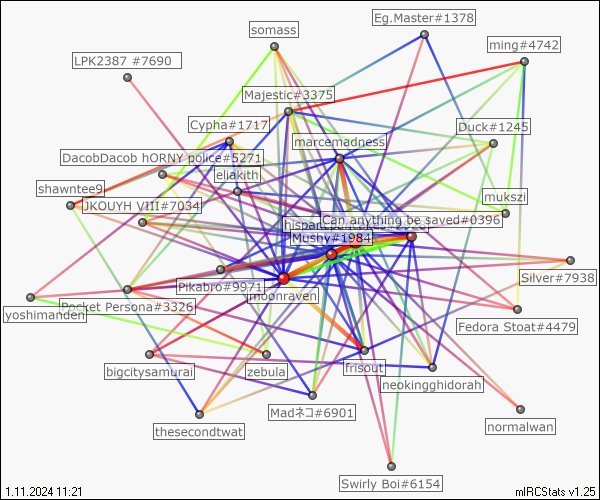 Eg.Master#1378
somass
ming#4742
LPK2387 #7690
Majestic#3375
Cypha#1717
Duck#1245
marcemadness
DacobDacob hORNY police#5271
eliakith
shawntee9
mukszi
JKOUYH VIII#7034
Can anything be saved#0396
Mushy#1984
Silver#7938
Pikabro#9971
moonraven
Pocket Persona#3326
yoshimanden
Fedora Stoat#4479
frisout
bigcitysamurai
zebula
neokingghidorah
Madネコ#6901
normalwan
thesecondtwat
Swirly Boi#6154
1.11.2024 11:21
mIRCStats v1.25